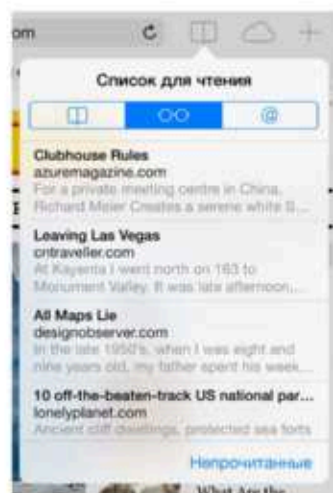 om
Список для чтения
@
Clubhouse Rules
azuremagazine.com
For a private meeting centre in China,
Richard Meier Creates a serene white S...
Leaving Las Vegas
cntraveller.com
At Kayenta I went north on 163 to
Monument Valley. It was late afternoon,...
All Maps Lie
designobserver.com
In the late 1950's, when I was eight and
nine years old, my father spent his week...
10 off-the-beaten-track US national par...
lonelyplanet.com
Ancient cliff dwellings, protected sea forts
Непрочитанные
What Are the